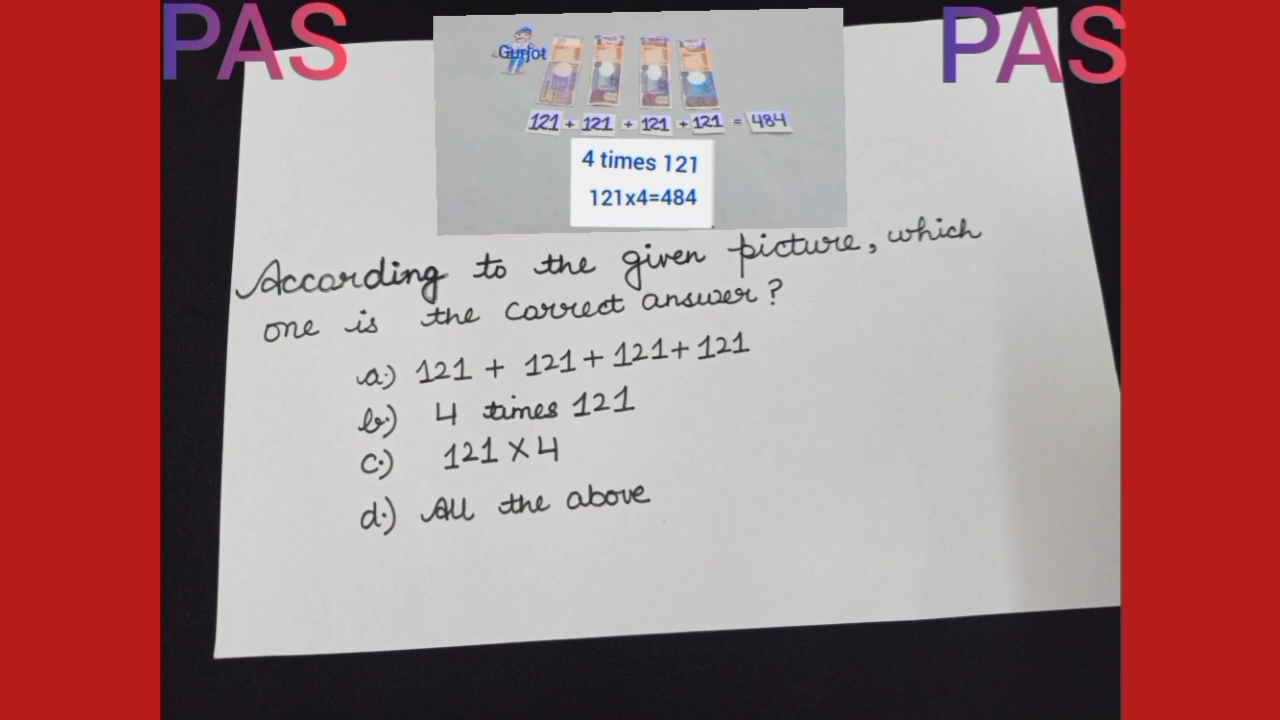 PAS
PAS
Gurjot
121 + 121 + 121 + 121 = 484
4 times 121
121x4=484
According to the given picture, which
one is the correct answer?
a.) 121 + 121 + 121 + 121
b.) 4 times 121
c.) 121 X 4
d.) All the above